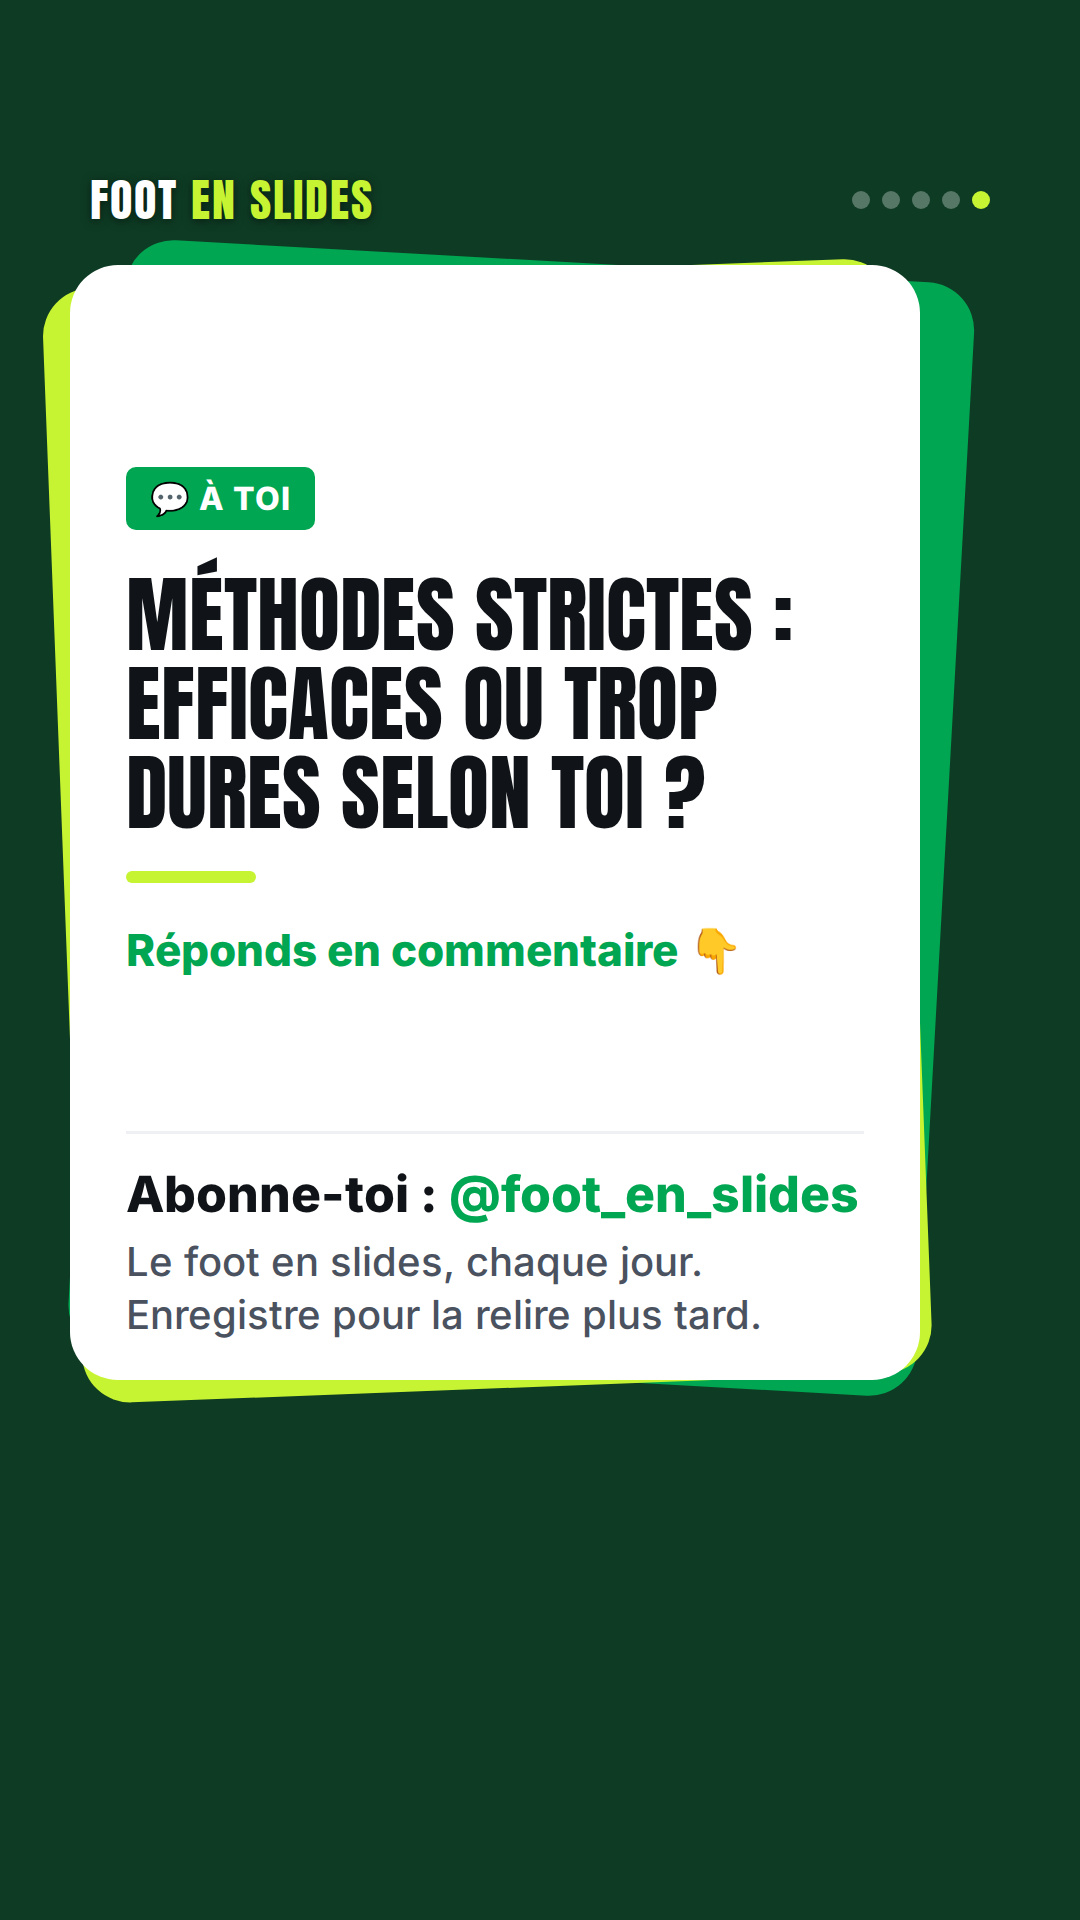 FOOT EN SLIDES
💬 À TOI
MÉTHODES STRICTES :
EFFICACES OU TROP
DURES SELON TOI ?
Réponds en commentaire 👇
Abonne-toi : @foot_en_slides
Le foot en slides, chaque jour.
Enregistre pour la relire plus tard.